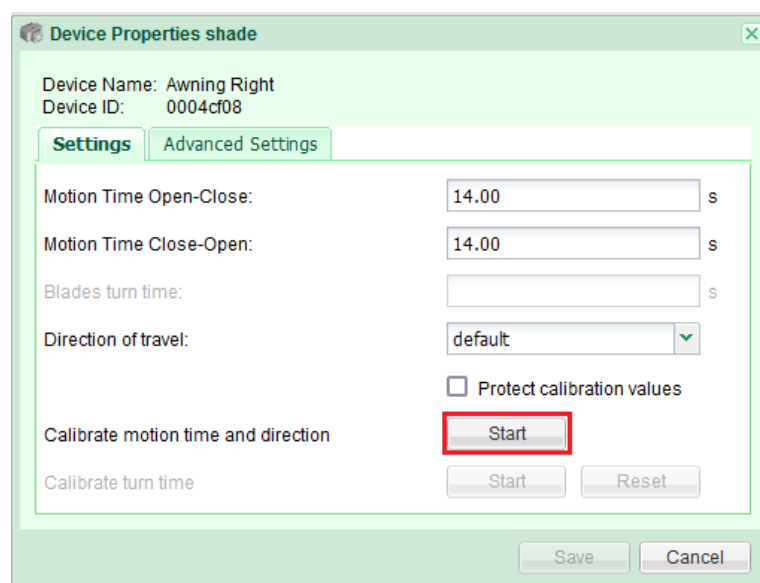 Device Properties shade
Device Name: Awning Right
Device ID: 0004cf08
Settings Advanced Settings
Motion Time Open-Close: 14.00 s
Motion Time Close-Open: 14.00 s
Blades turn time: s
Direction of travel: default
Protect calibration values
Calibrate motion time and direction Start
Calibrate turn time Start Reset
Save Cancel